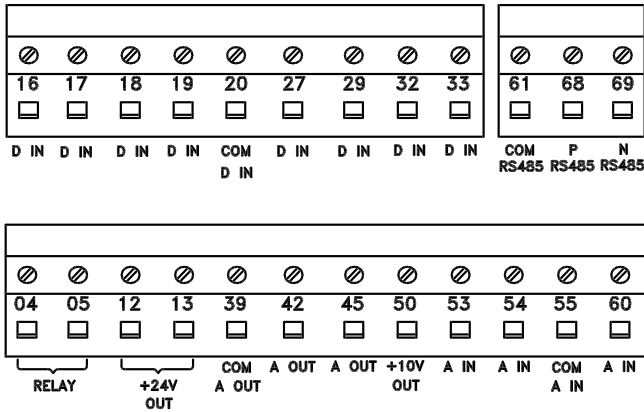 16 17 18 19 20 27 29 32 33 61 68 69
D IN D IN D IN D IN COM D IN D IN D IN D IN COM P N
D IN RS485 RS485 RS485
04 05 12 13 39 42 45 50 53 54 55 60
RELAY +24V COM A OUT A OUT +10V A IN A IN COM A IN
OUT A OUT OUT A IN